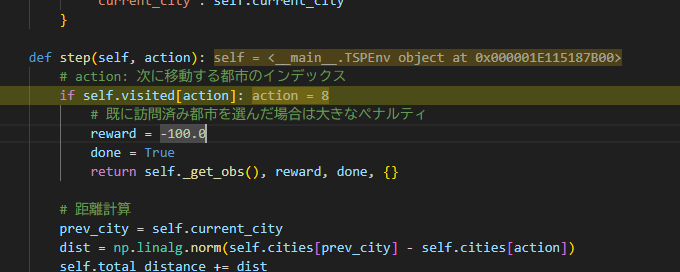 'current_city': self.current_city
}
def step(self, action): self = <__main__.TSPEnv object at 0x000001E115187B00>
# action: 次に移動する都市のインデックス
if self.visited[action]: action = 8
# 既に訪問済み都市を選んだ場合は大きなペナルティ
reward = -100.0
done = True
return self._get_obs(), reward, done, {}
# 距離計算
prev_city = self.current_city
dist = np.linalg.norm(self.cities[prev_city] - self.cities[action])
self.total_distance += dist